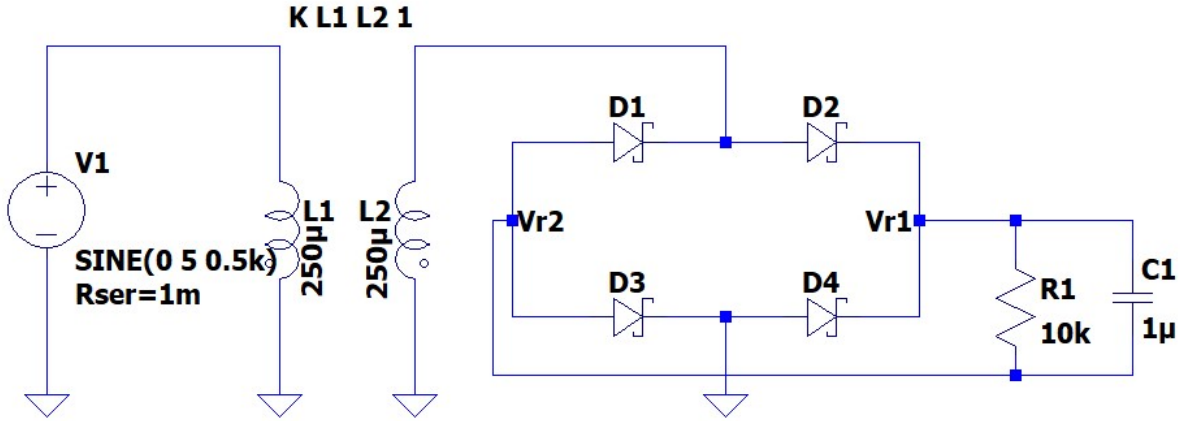 K L1 L2 1
D1
D2
V1
L1
250µ
L2
250µ
Vr2
Vr1
SINE(0 5 0.5k)
Rser=1m
D3
D4
R1
10k
C1
1µ